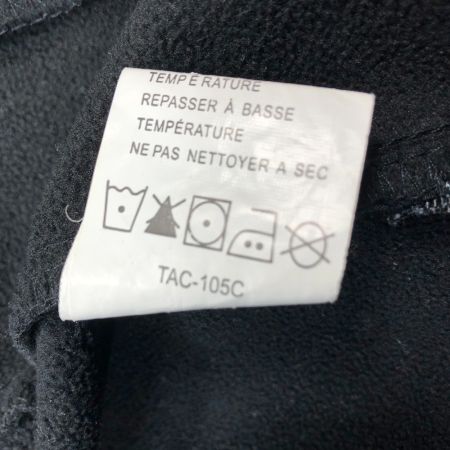 TEMPÉRATURE
REPASSER À BASSE
TEMPÉRATURE
NE PAS NETTOYER A SEC
TAC-105C